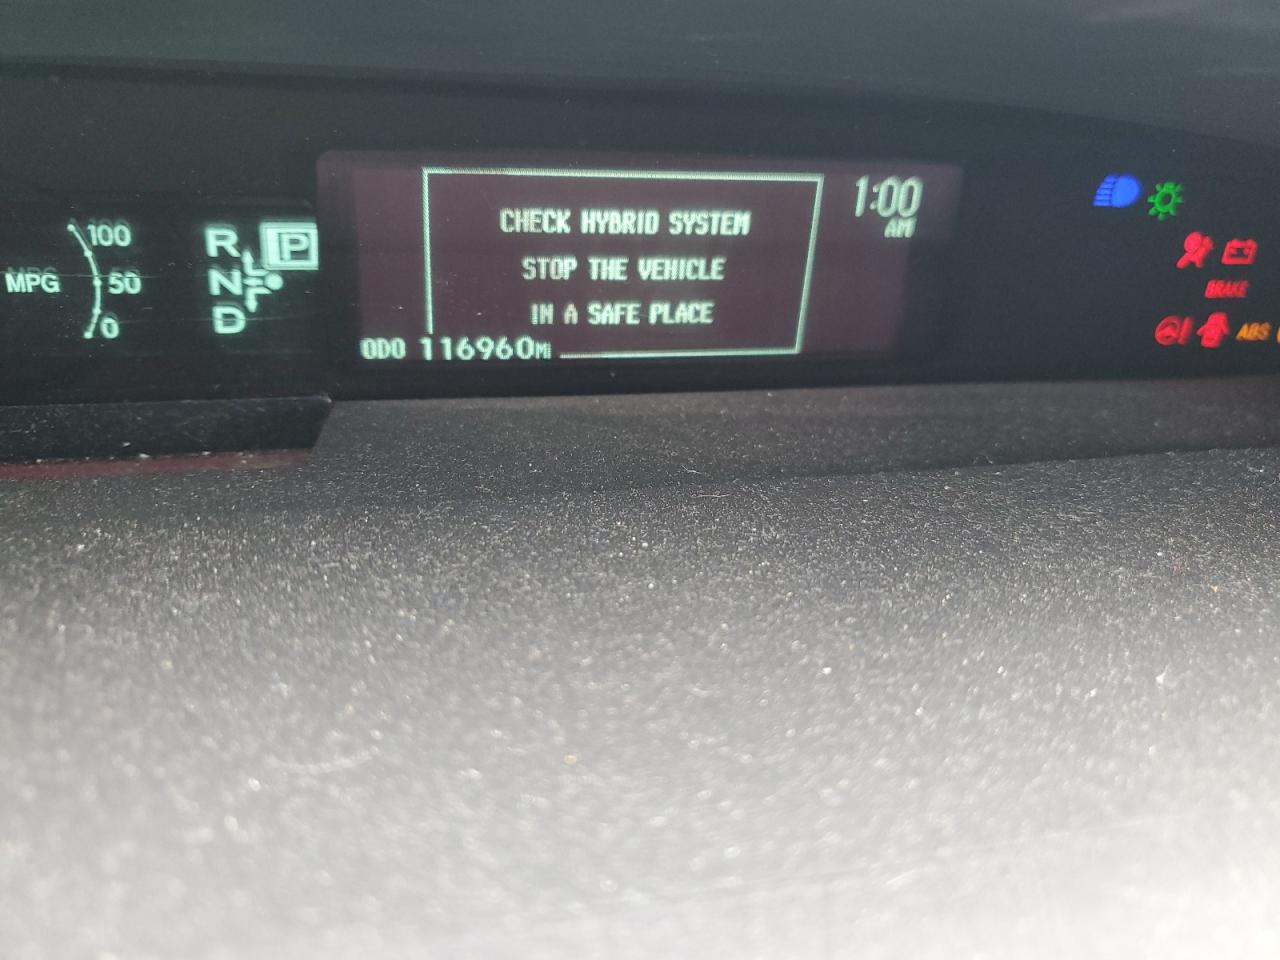 100
MPG
50
0
R
P
N
D
CHECK HYBRID SYSTEM
STOP THE VEHICLE
IN A SAFE PLACE
1:00
AM
ODO 116960MI
BRAKE
ABS